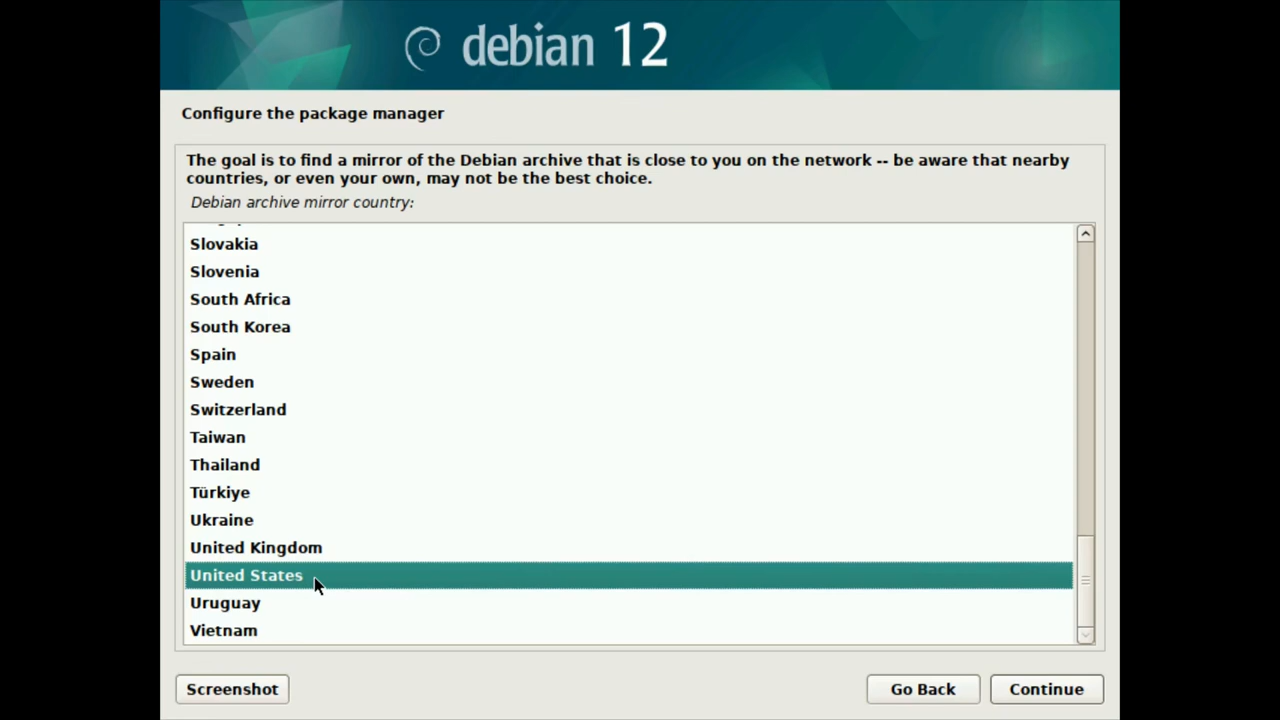 debian 12
Configure the package manager
The goal is to find a mirror of the Debian archive that is close to you on the network -- be aware that nearby
countries, or even your own, may not be the best choice.
Debian archive mirror country:
Slovakia
Slovenia
South Africa
South Korea
Spain
Sweden
Switzerland
Taiwan
Thailand
Türkiye
Ukraine
United Kingdom
United States
Uruguay
Vietnam
Screenshot
Go Back
Continue